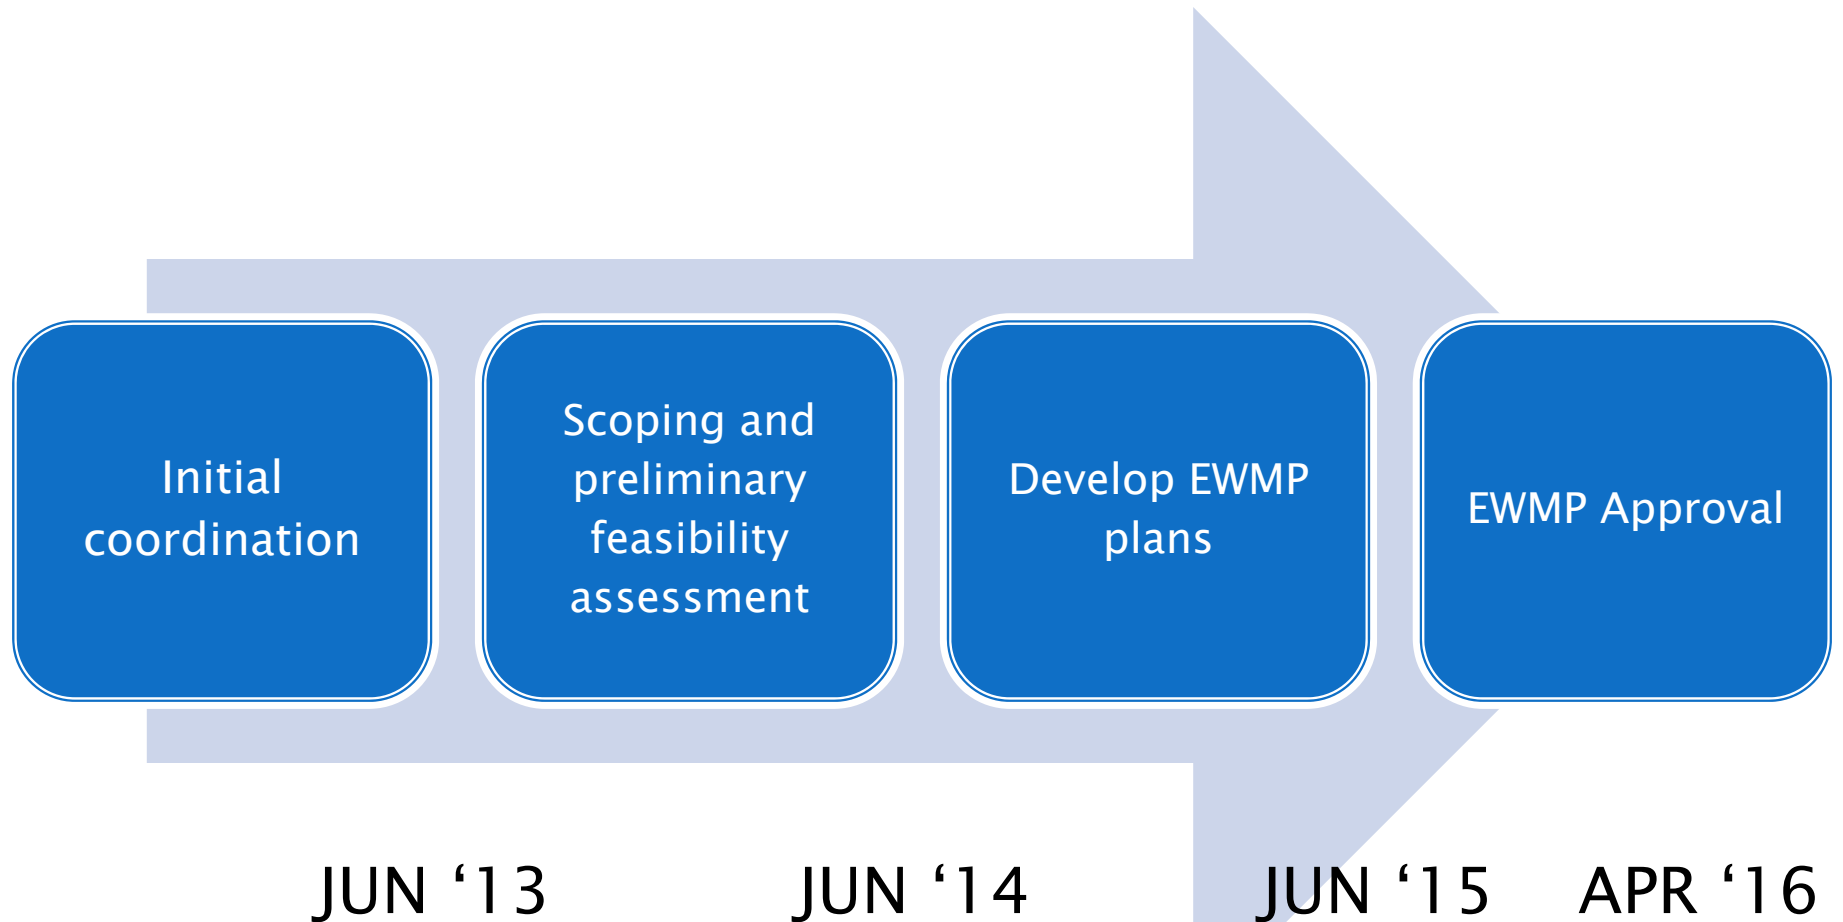 Initial
coordination
Scoping and
preliminary
feasibility
assessment
Develop EWMP
plans
EWMP Approval
JUN ‘13
JUN ‘14
JUN ‘15
APR ‘16